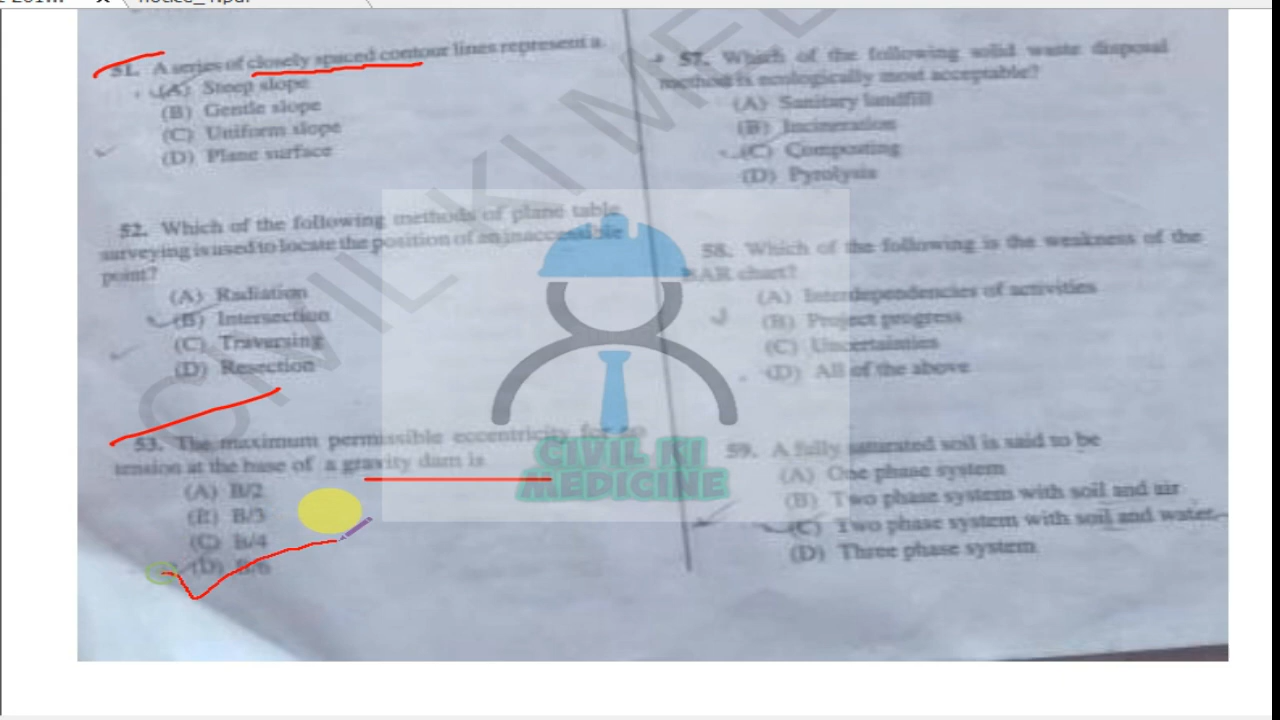 notice_4.pdf
51. A series of closely spaced contour lines represent a
(A) Steep slope
(B) Gentle slope
(C) Uniform slope
(D) Plane surface
52. Which of the following methods of plane table
surveying is used to locate the position of an inaccessible
point?
(A) Radiation
(B) Intersection
(C) Traversing
(D) Resection
53. The maximum permissible eccentricity for no
tension at the base of a gravity dam is
(A) B/2
(B) B/3
(C) B/4
(D) B/6
57. Which of the following solid waste disposal
method is ecologically most acceptable?
(A) Sanitary landfill
(B) Incineration
(C) Composting
(D) Pyrolysis
58. Which of the following is the weakness of the
BAR chart?
(A) Interdependencies of activities
(B) Project progress
(C) Uncertainties
(D) All of the above
59. A fully saturated soil is said to be
(A) One phase system
(B) Two phase system with soil and air
(C) Two phase system with soil and water
(D) Three phase system
CIVIL KI
MEDICINE